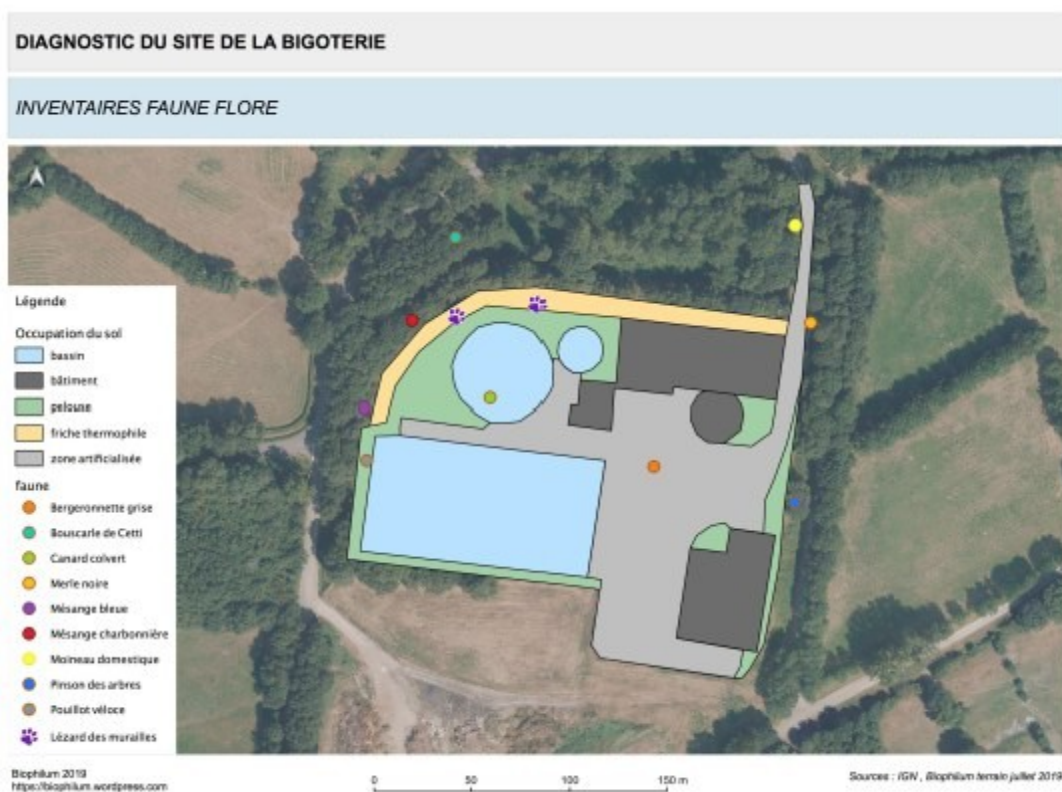 DIAGNOSTIC DU SITE DE LA BIGOTERIE
INVENTAIRES FAUNE FLORE
Légende
Occupation du sol
bassin
bâtiment
pelouse
friche thermophile
zone artificialisée
faune
Bergeronnette grise
Bouscarle de Cetti
Canard colvert
Merle noire
Mésange bleue
Mésange charbonnière
Moineau domestique
Pinson des arbres
Pouillot véloce
Lézard des murailles
Biophilum 2019
https://biophilum.wordpress.com
0 50 100 150 m
Sources : IGN , Biophilum terrain juillet 2019